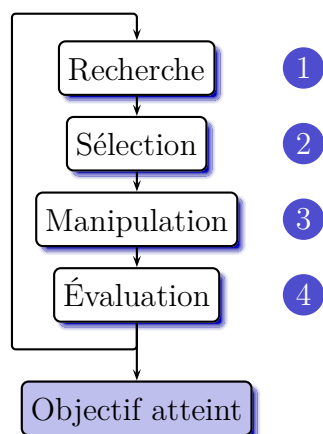 Recherche 1
Sélection 2
Manipulation 3
Évaluation 4
Objectif atteint